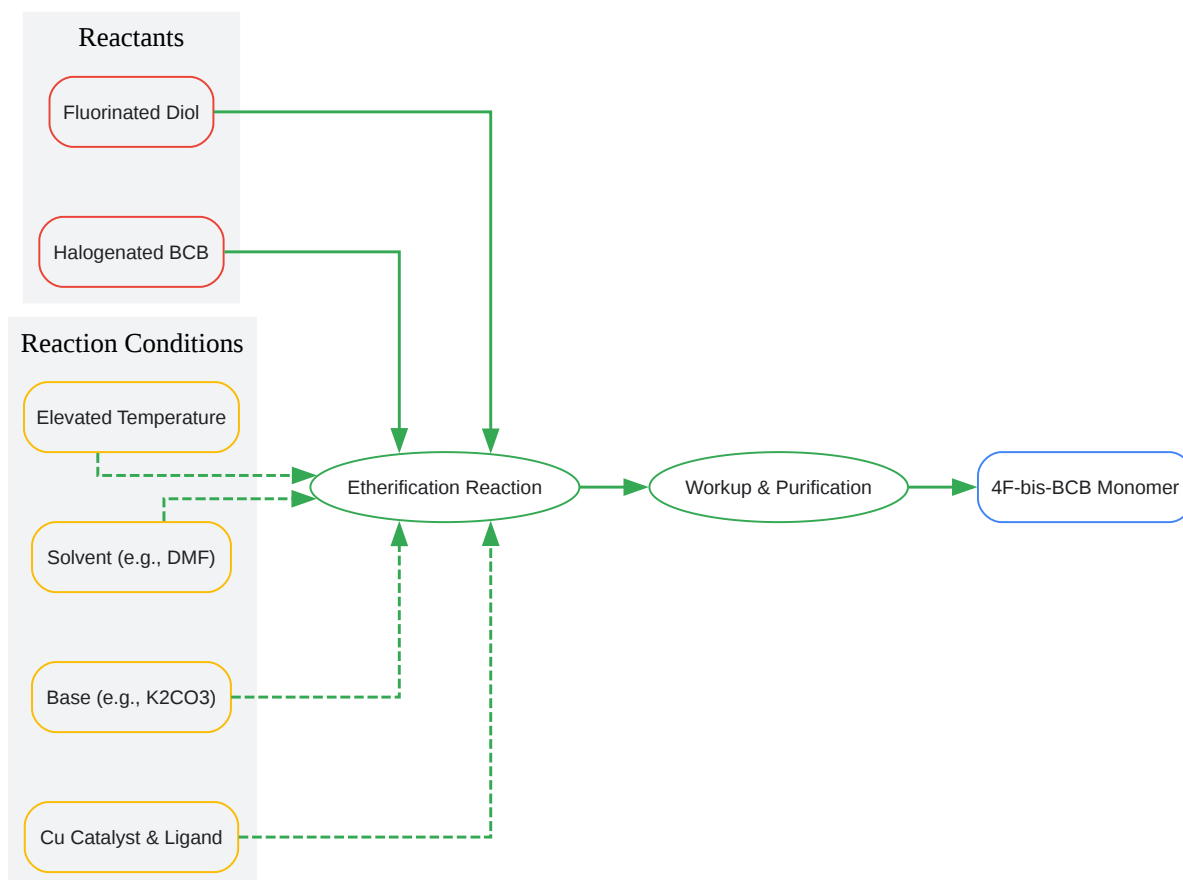 Reactants
Fluorinated Diol
Halogenated BCB
Reaction Conditions
Elevated Temperature
Solvent (e.g., DMF)
Base (e.g., K2CO3)
Cu Catalyst & Ligand
Etherification Reaction
Workup & Purification
4F-bis-BCB Monomer